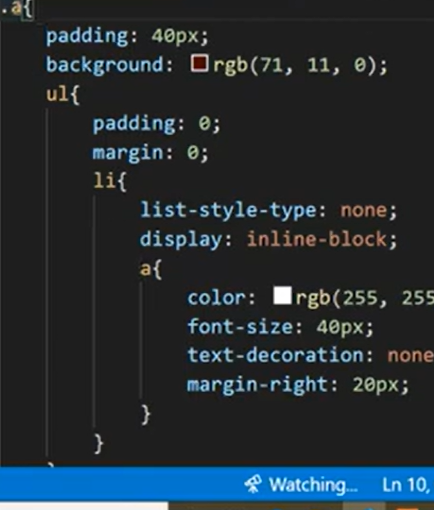 .a{
padding: 40px;
background: rgb(71, 11, 0);
ul{
padding: 0;
margin: 0;
li{
list-style-type: none;
display: inline-block;
a{
color: rgb(255, 255
font-size: 40px;
text-decoration: none
margin-right: 20px;
}
}
}
Watching... Ln 10,